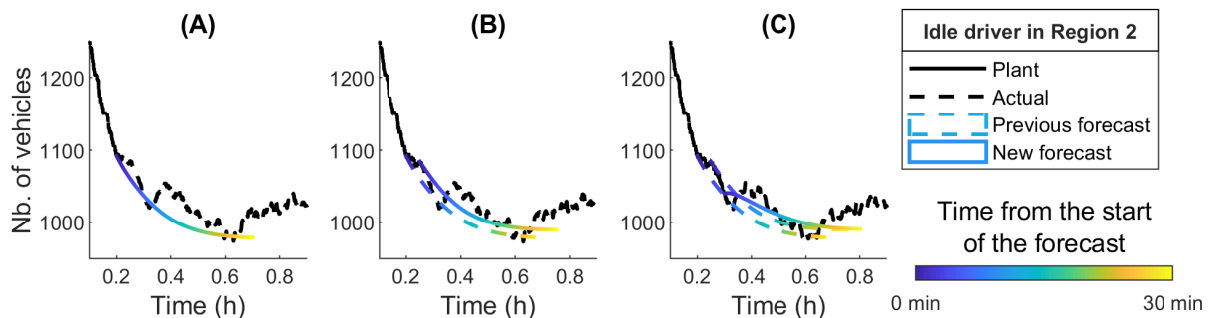 (A)
(B)
(C)
Nb. of vehicles
1200
1100
1000
0.2 0.4 0.6 0.8
Time (h)
1200
1100
1000
0.2 0.4 0.6 0.8
Time (h)
1200
1100
1000
0.2 0.4 0.6 0.8
Time (h)
Idle driver in Region 2
Plant
Actual
Previous forecast
New forecast
Time from the start
of the forecast
0 min 30 min